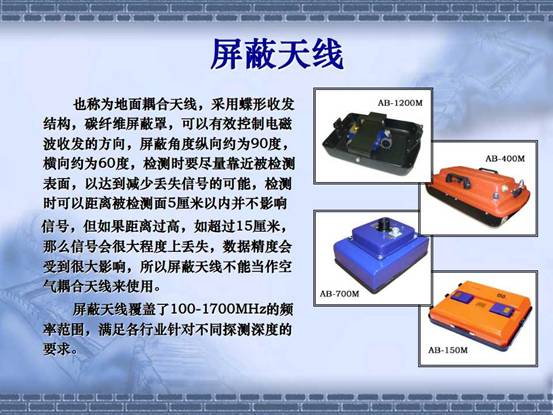 屏蔽天线
也称为地面耦合天线，采用蝶形收发
结构，碳纤维屏蔽罩，可以有效控制电磁
波收发的方向，屏蔽角度纵向约为90度，
横向约为60度，检测时要尽量靠近被检测
表面，以达到减少丢失信号的可能，检测
时可以距离被检测面5厘米以内并不影响
信号，但如果距离过高，如超过15厘米，
那么信号会很大程度上丢失，数据精度会
受到很大影响，所以屏蔽天线不能当作空
气耦合天线来使用。
屏蔽天线覆盖了100-1700MHz的频
率范围，满足各行业针对不同探测深度的
要求。
AB-1200M
AB-400M
AB-700M
AB-150M